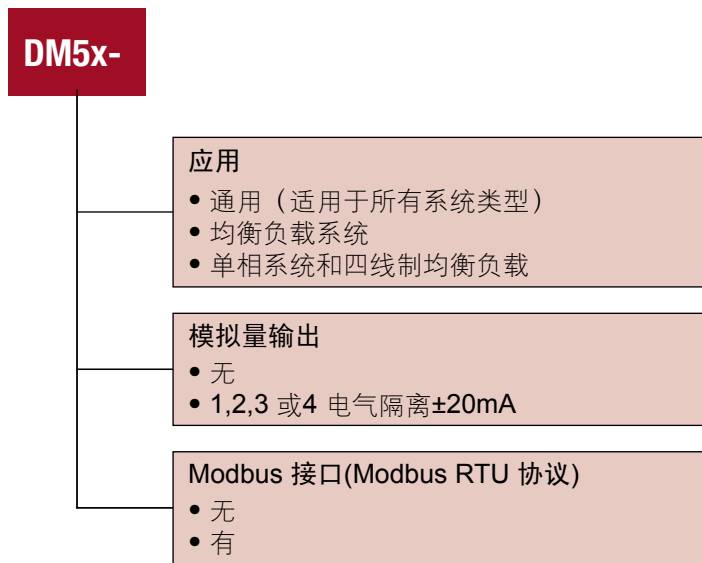 DM5x-
应用
• 通用（适用于所有系统类型）
• 均衡负载系统
• 单相系统和四线制均衡负载
模拟量输出
• 无
• 1,2,3 或4 电气隔离±20mA
Modbus 接口(Modbus RTU 协议)
• 无
• 有